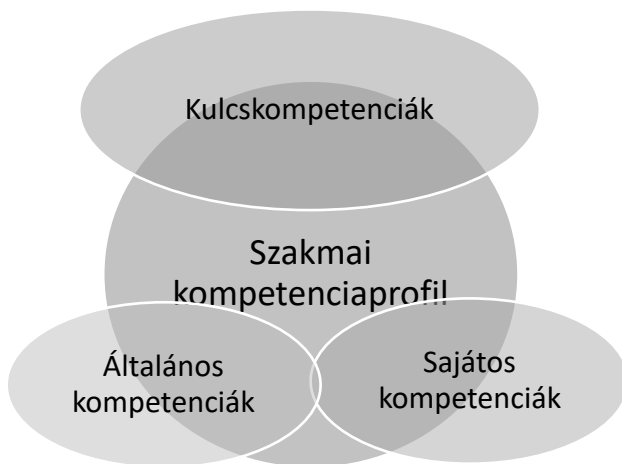 Kulcskompetenciák
Szakmai
kompetenciaprofil
Általános
kompetenciák
Sajátos
kompetenciák